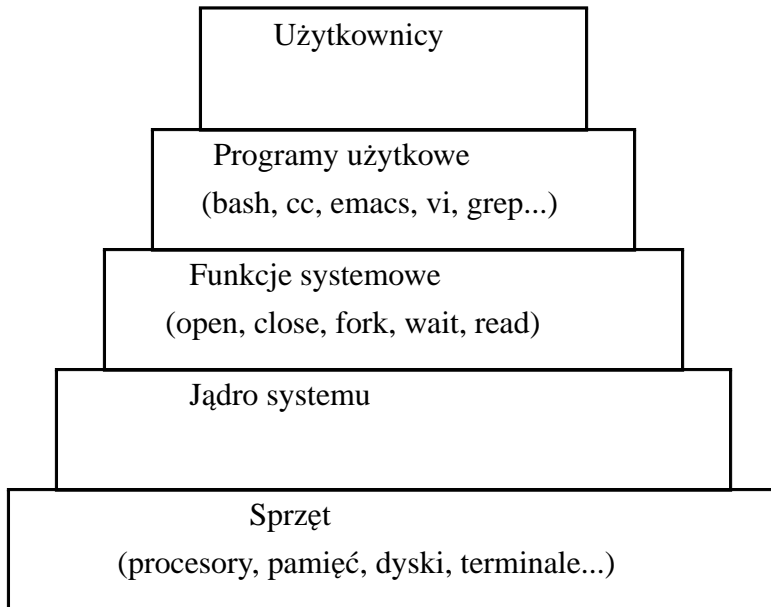 Użytkownicy
Programy użytkowe
(bash, cc, emacs, vi, grep...)
Funkcje systemowe
(open, close, fork, wait, read)
Jądro systemu
Sprzęt
(procesory, pamięć, dyski, terminale...)